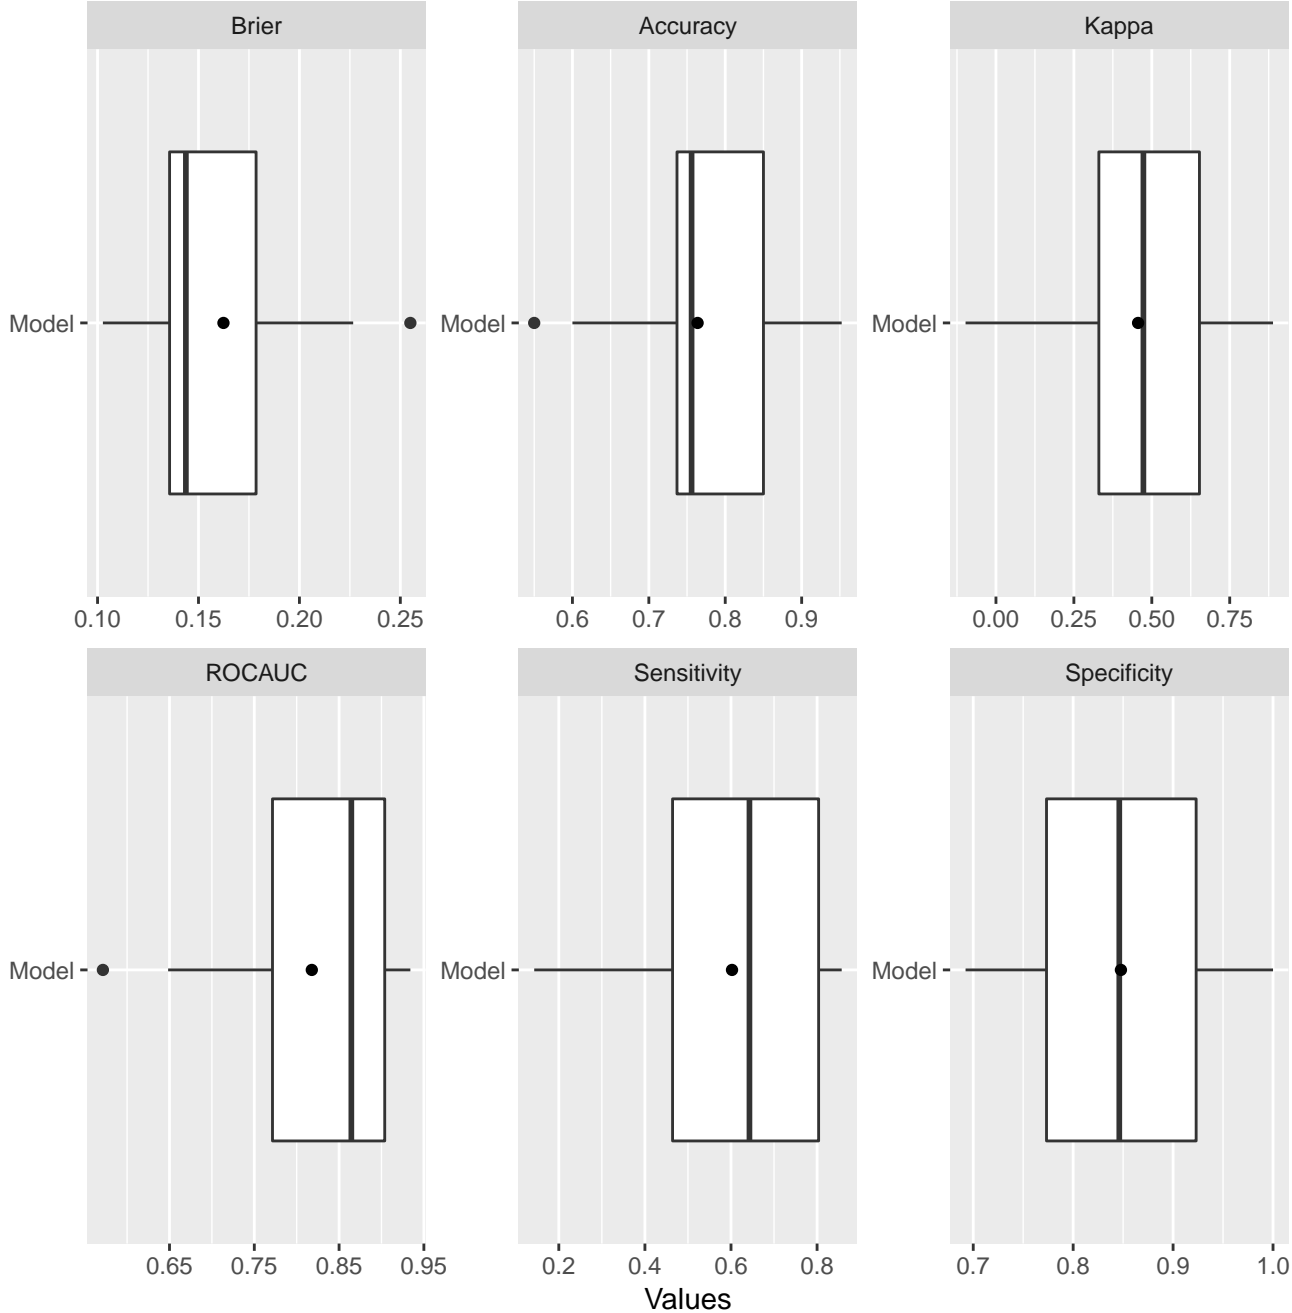 Brier Accuracy Kappa
Model Model Model
0.10 0.15 0.20 0.25 0.6 0.7 0.8 0.9 0.00 0.25 0.50 0.75
ROCAUC Sensitivity Specificity
Model Model Model
0.65 0.75 0.85 0.95 0.2 0.4 0.6 0.8 0.7 0.8 0.9 1.0
Values